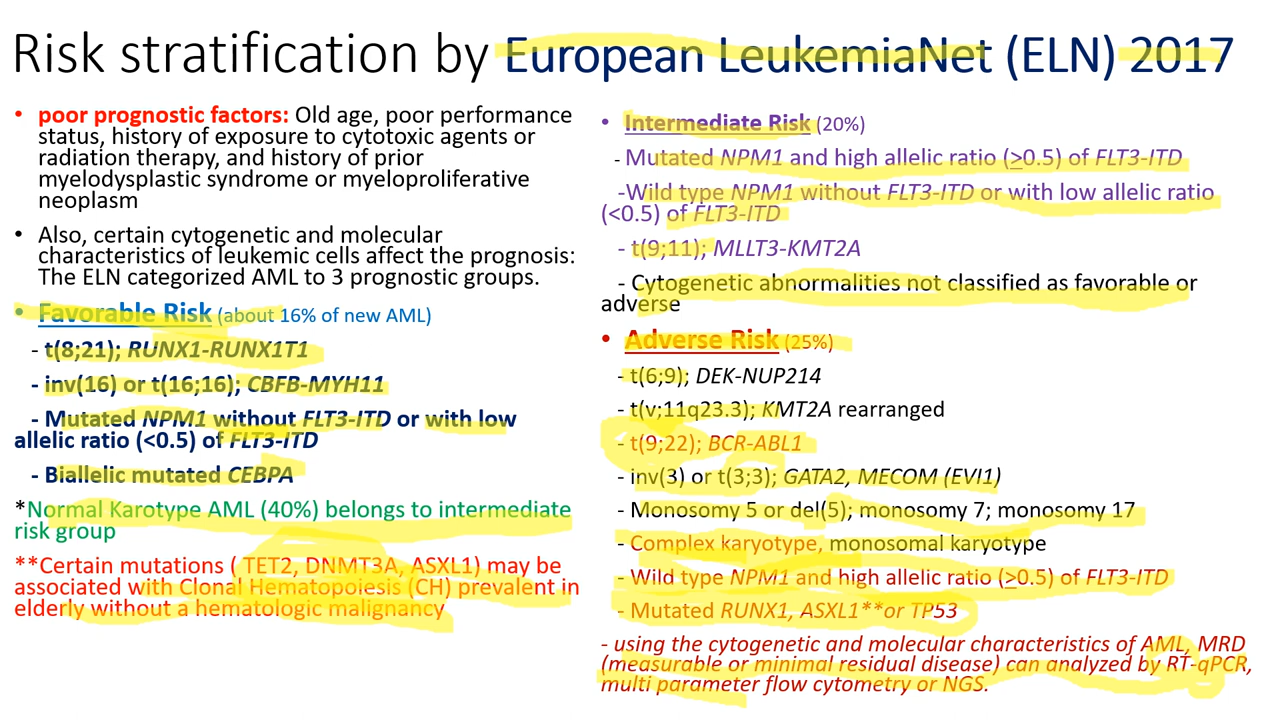 Risk stratification by European LeukemiaNet (ELN) 2017
• poor prognostic factors: Old age, poor performance
status, history of exposure to cytotoxic agents or
radiation therapy, and history of prior
myelodysplastic syndrome or myeloproliferative
neoplasm
• Also, certain cytogenetic and molecular
characteristics of leukemic cells affect the prognosis:
The ELN categorized AML to 3 prognostic groups.
• Favorable Risk (about 16% of new AML)
- t(8;21); RUNX1-RUNX1T1
- inv(16) or t(16;16); CBFB-MYH11
- Mutated NPM1 without FLT3-ITD or with low
allelic ratio (<0.5) of FLT3-ITD
- Biallelic mutated CEBPA
*Normal Karotype AML (40%) belongs to intermediate
risk group
**Certain mutations ( TET2, DNMT3A, ASXL1) may be
associated with Clonal Hematopoiesis (CH) prevalent in
elderly without a hematologic malignancy
• Intermediate Risk (20%)
- Mutated NPM1 and high allelic ratio (≥0.5) of FLT3-ITD
-Wild type NPM1 without FLT3-ITD or with low allelic ratio
(<0.5) of FLT3-ITD
- t(9;11); MLLT3-KMT2A
- Cytogenetic abnormalities not classified as favorable or
adverse
• Adverse Risk (25%)
- t(6;9); DEK-NUP214
- t(v;11q23.3); KMT2A rearranged
- t(9;22); BCR-ABL1
- inv(3) or t(3;3); GATA2, MECOM (EVI1)
- Monosomy 5 or del(5); monosomy 7; monosomy 17
- Complex karyotype, monosomal karyotype
- Wild type NPM1 and high allelic ratio (≥0.5) of FLT3-ITD
- Mutated RUNX1, ASXL1**or TP53
- using the cytogenetic and molecular characteristics of AML, MRD
(measurable or minimal residual disease) can analyzed by RT-qPCR,
multi parameter flow cytometry or NGS.